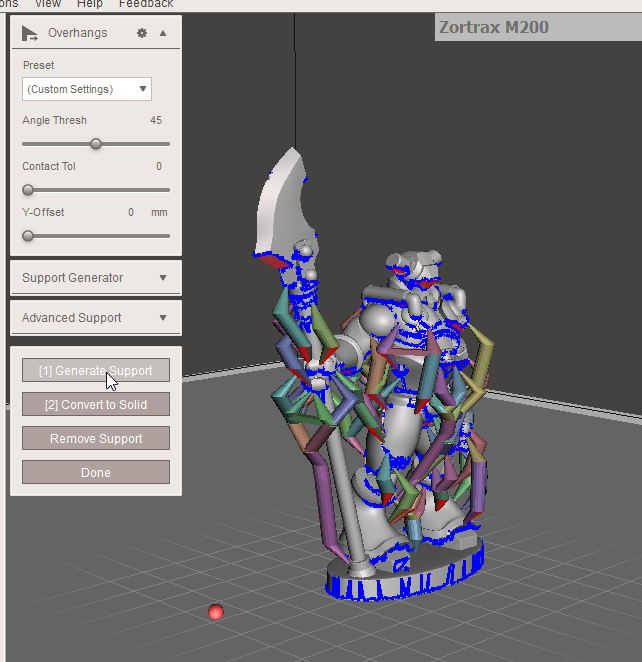 View Help Feedback
Zortrax M200
Overhangs
Preset
(Custom Settings)
Angle Thresh 45
Contact Tol 0
Y-Offset 0 mm
Support Generator
Advanced Support
[1] Generate Support
[2] Convert to Solid
Remove Support
Done